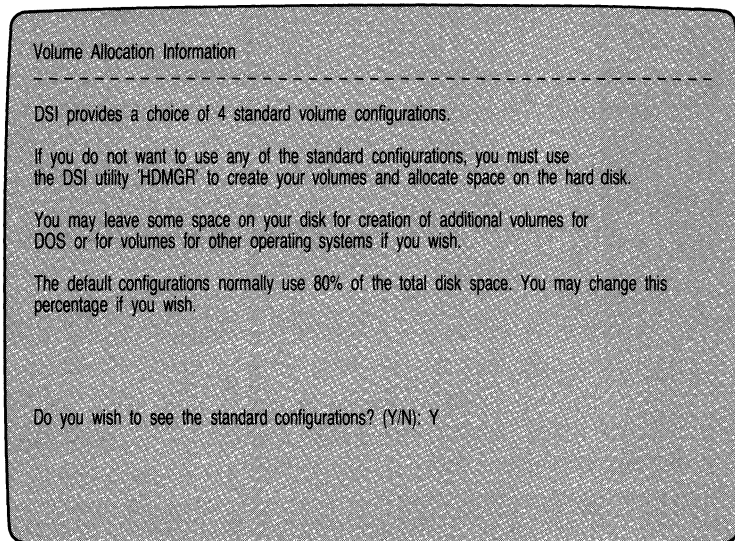 Volume Allocation Information
DSI provides a choice of 4 standard volume configurations.
If you do not want to use any of the standard configurations, you must use
the DSI utility 'HDMGR' to create your volumes and allocate space on the hard disk.
You may leave some space on your disk for creation of additional volumes for
DOS or for volumes for other operating systems if you wish.
The default configurations normally use 80% of the total disk space. You may change this
percentage if you wish.
Do you wish to see the standard configurations? (Y/N): Y